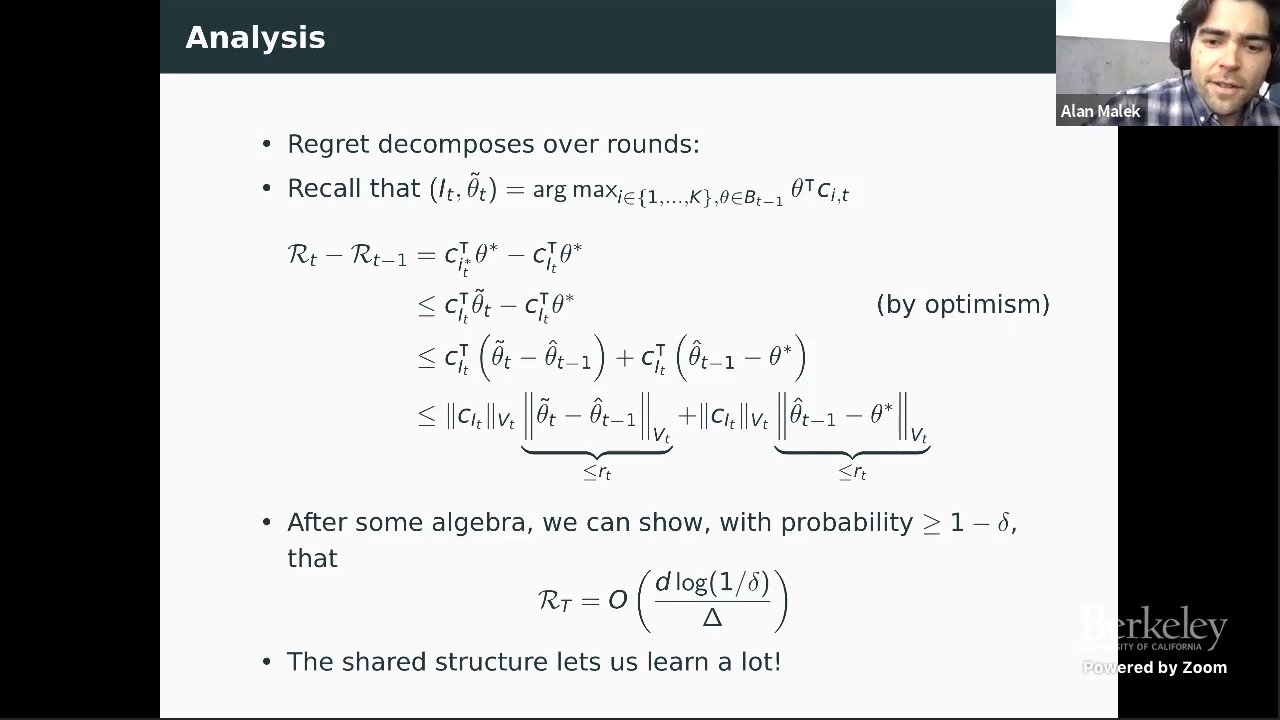 Analysis
Alan Malek
• Regret decomposes over rounds:
• Recall that (I_t, θ̃_t) = arg max_{i∈{1,...,K},θ∈B_{t−1}} θ^⊤c_{i,t}
R_t − R_{t−1} = c_{i_t^*}^⊤θ^* − c_{I_t}^⊤θ^*
≤ c_{I_t}^⊤θ̃_t − c_{I_t}^⊤θ^* (by optimism)
≤ c_{I_t}^⊤(θ̃_t − θ̂_{t−1}) + c_{I_t}^⊤(θ̂_{t−1} − θ^*)
≤ ‖c_{I_t}‖_{V_t} ‖θ̃_t − θ̂_{t−1}‖_{V_t} + ‖c_{I_t}‖_{V_t} ‖θ̂_{t−1} − θ^*‖_{V_t}
≤r_t ≤r_t
• After some algebra, we can show, with probability ≥ 1 − δ,
that
R_T = O(d log(1/δ) / Δ)
• The shared structure lets us learn a lot!
Berkeley
UNIVERSITY OF CALIFORNIA
Powered by Zoom